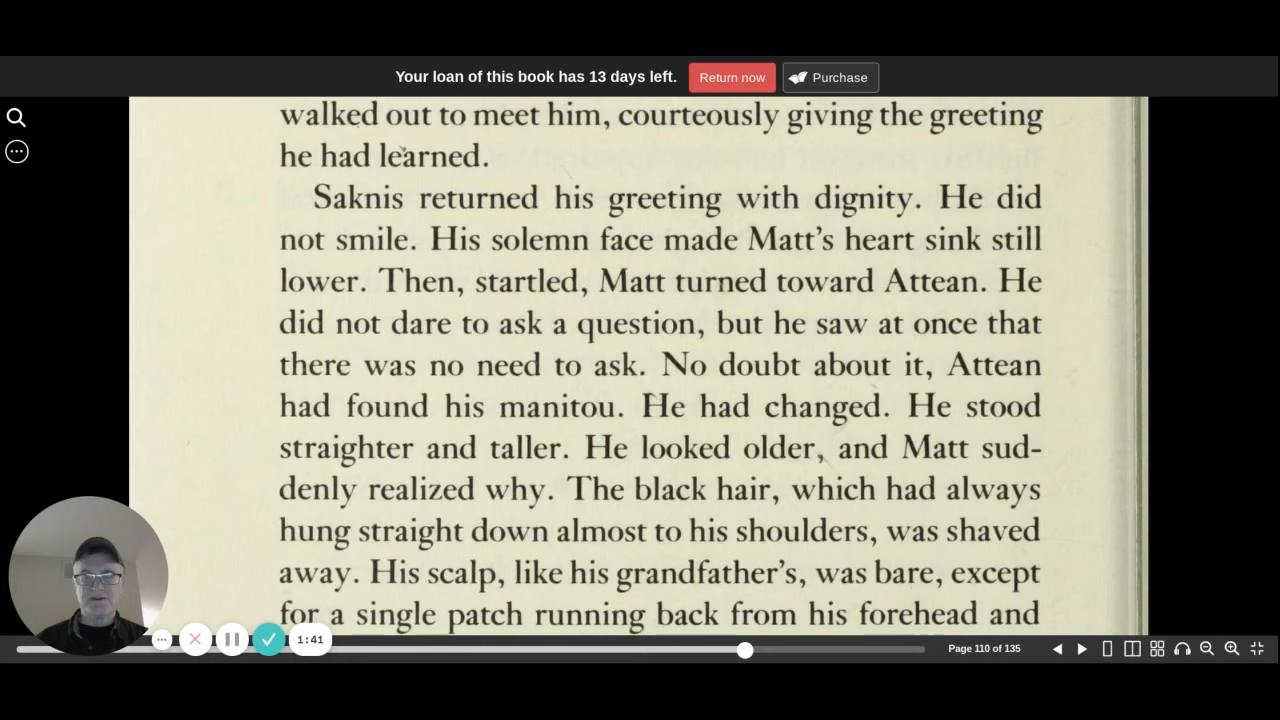 Your loan of this book has 13 days left. Return now Purchase
walked out to meet him, courteously giving the greeting
he had learned.
Saknis returned his greeting with dignity. He did
not smile. His solemn face made Matt's heart sink still
lower. Then, startled, Matt turned toward Attean. He
did not dare to ask a question, but he saw at once that
there was no need to ask. No doubt about it, Attean
had found his manitou. He had changed. He stood
straighter and taller. He looked older, and Matt sud-
denly realized why. The black hair, which had always
hung straight down almost to his shoulders, was shaved
away. His scalp, like his grandfather's, was bare, except
for a single patch running back from his forehead and
1:41
Page 110 of 135